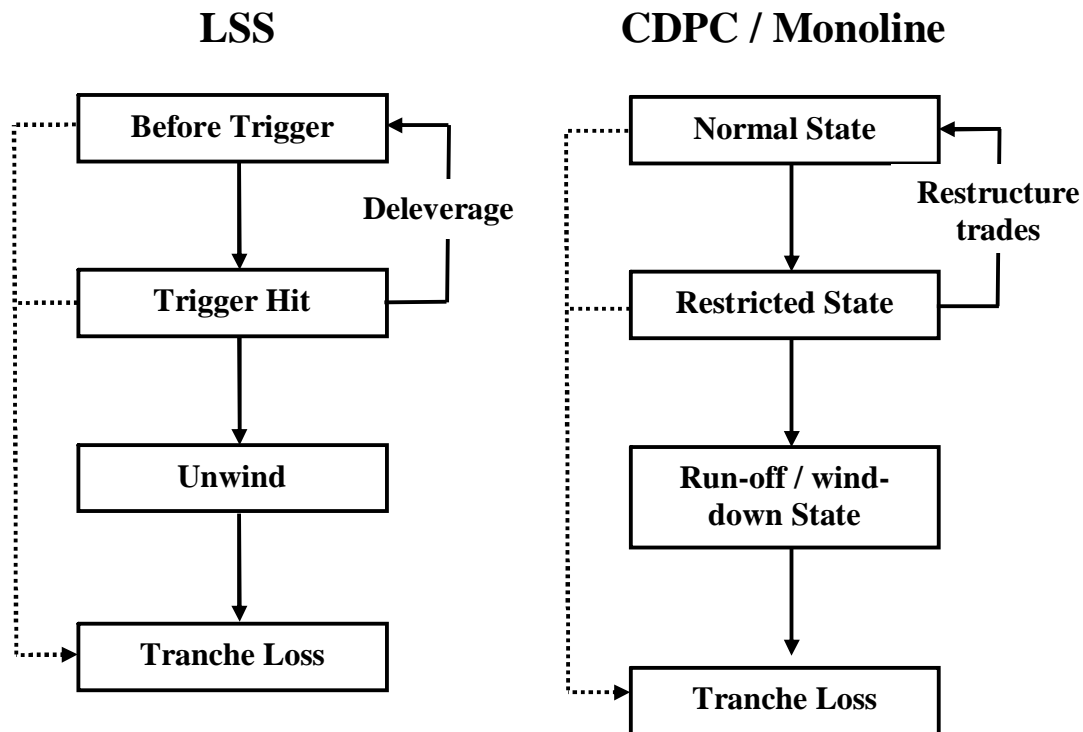 LSS
Before Trigger
Deleverage
Trigger Hit
Unwind
Tranche Loss
CDPC / Monoline
Normal State
Restructure
trades
Restricted State
Run-off / wind-
down State
Tranche Loss